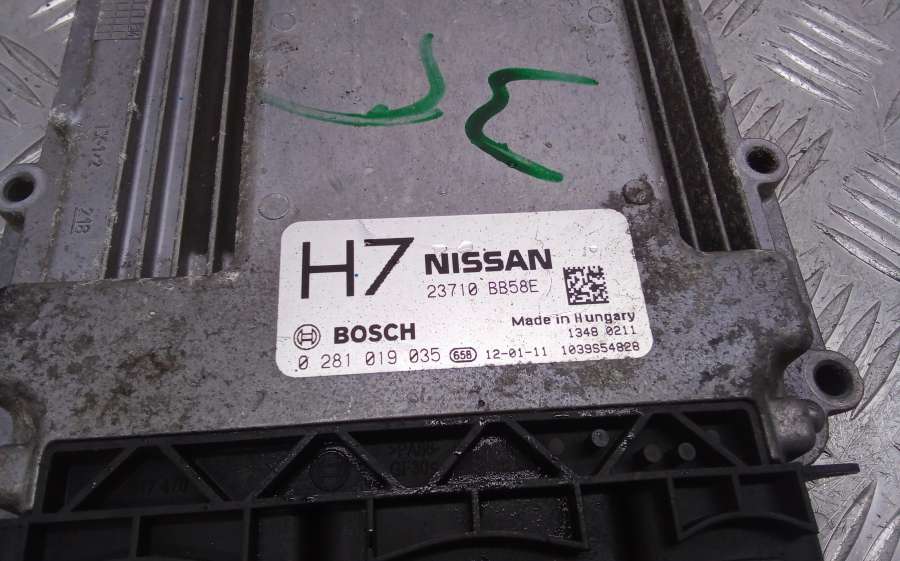 H7 NISSAN
23710 BB58E
Made in Hungary
BOSCH 1348 0211
0 281 019 035 658 12-01-11 1039S54828
218